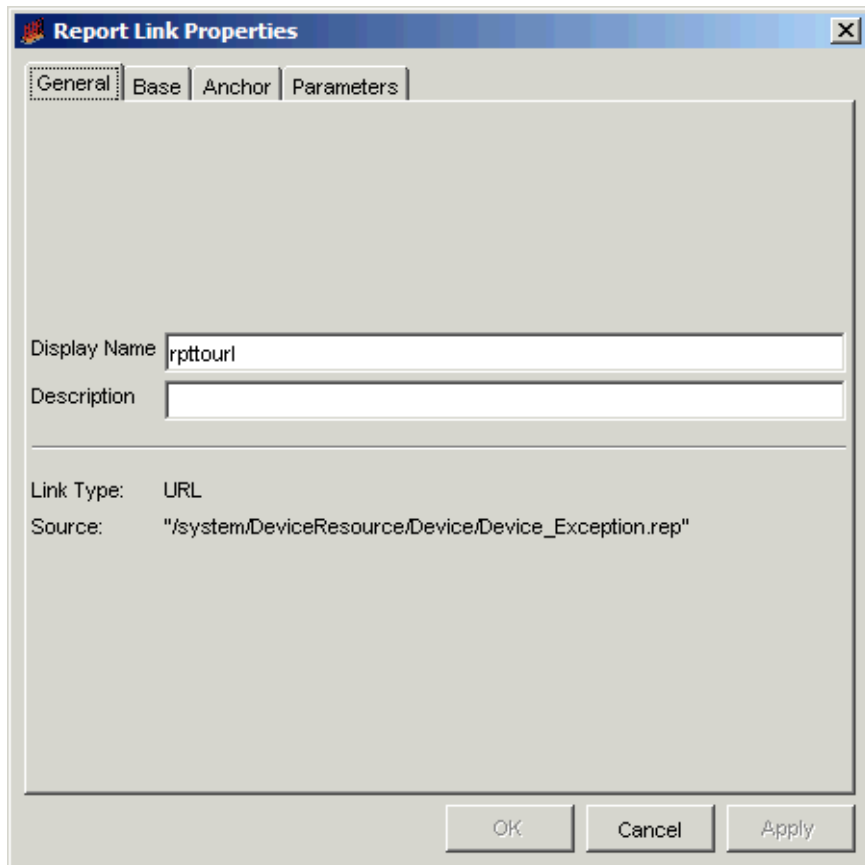 Report Link Properties
General Base Anchor Parameters
Display Name rpttourl
Description
Link Type: URL
Source: "/system/DeviceResource/Device/Device_Exception.rep"
OK Cancel Apply